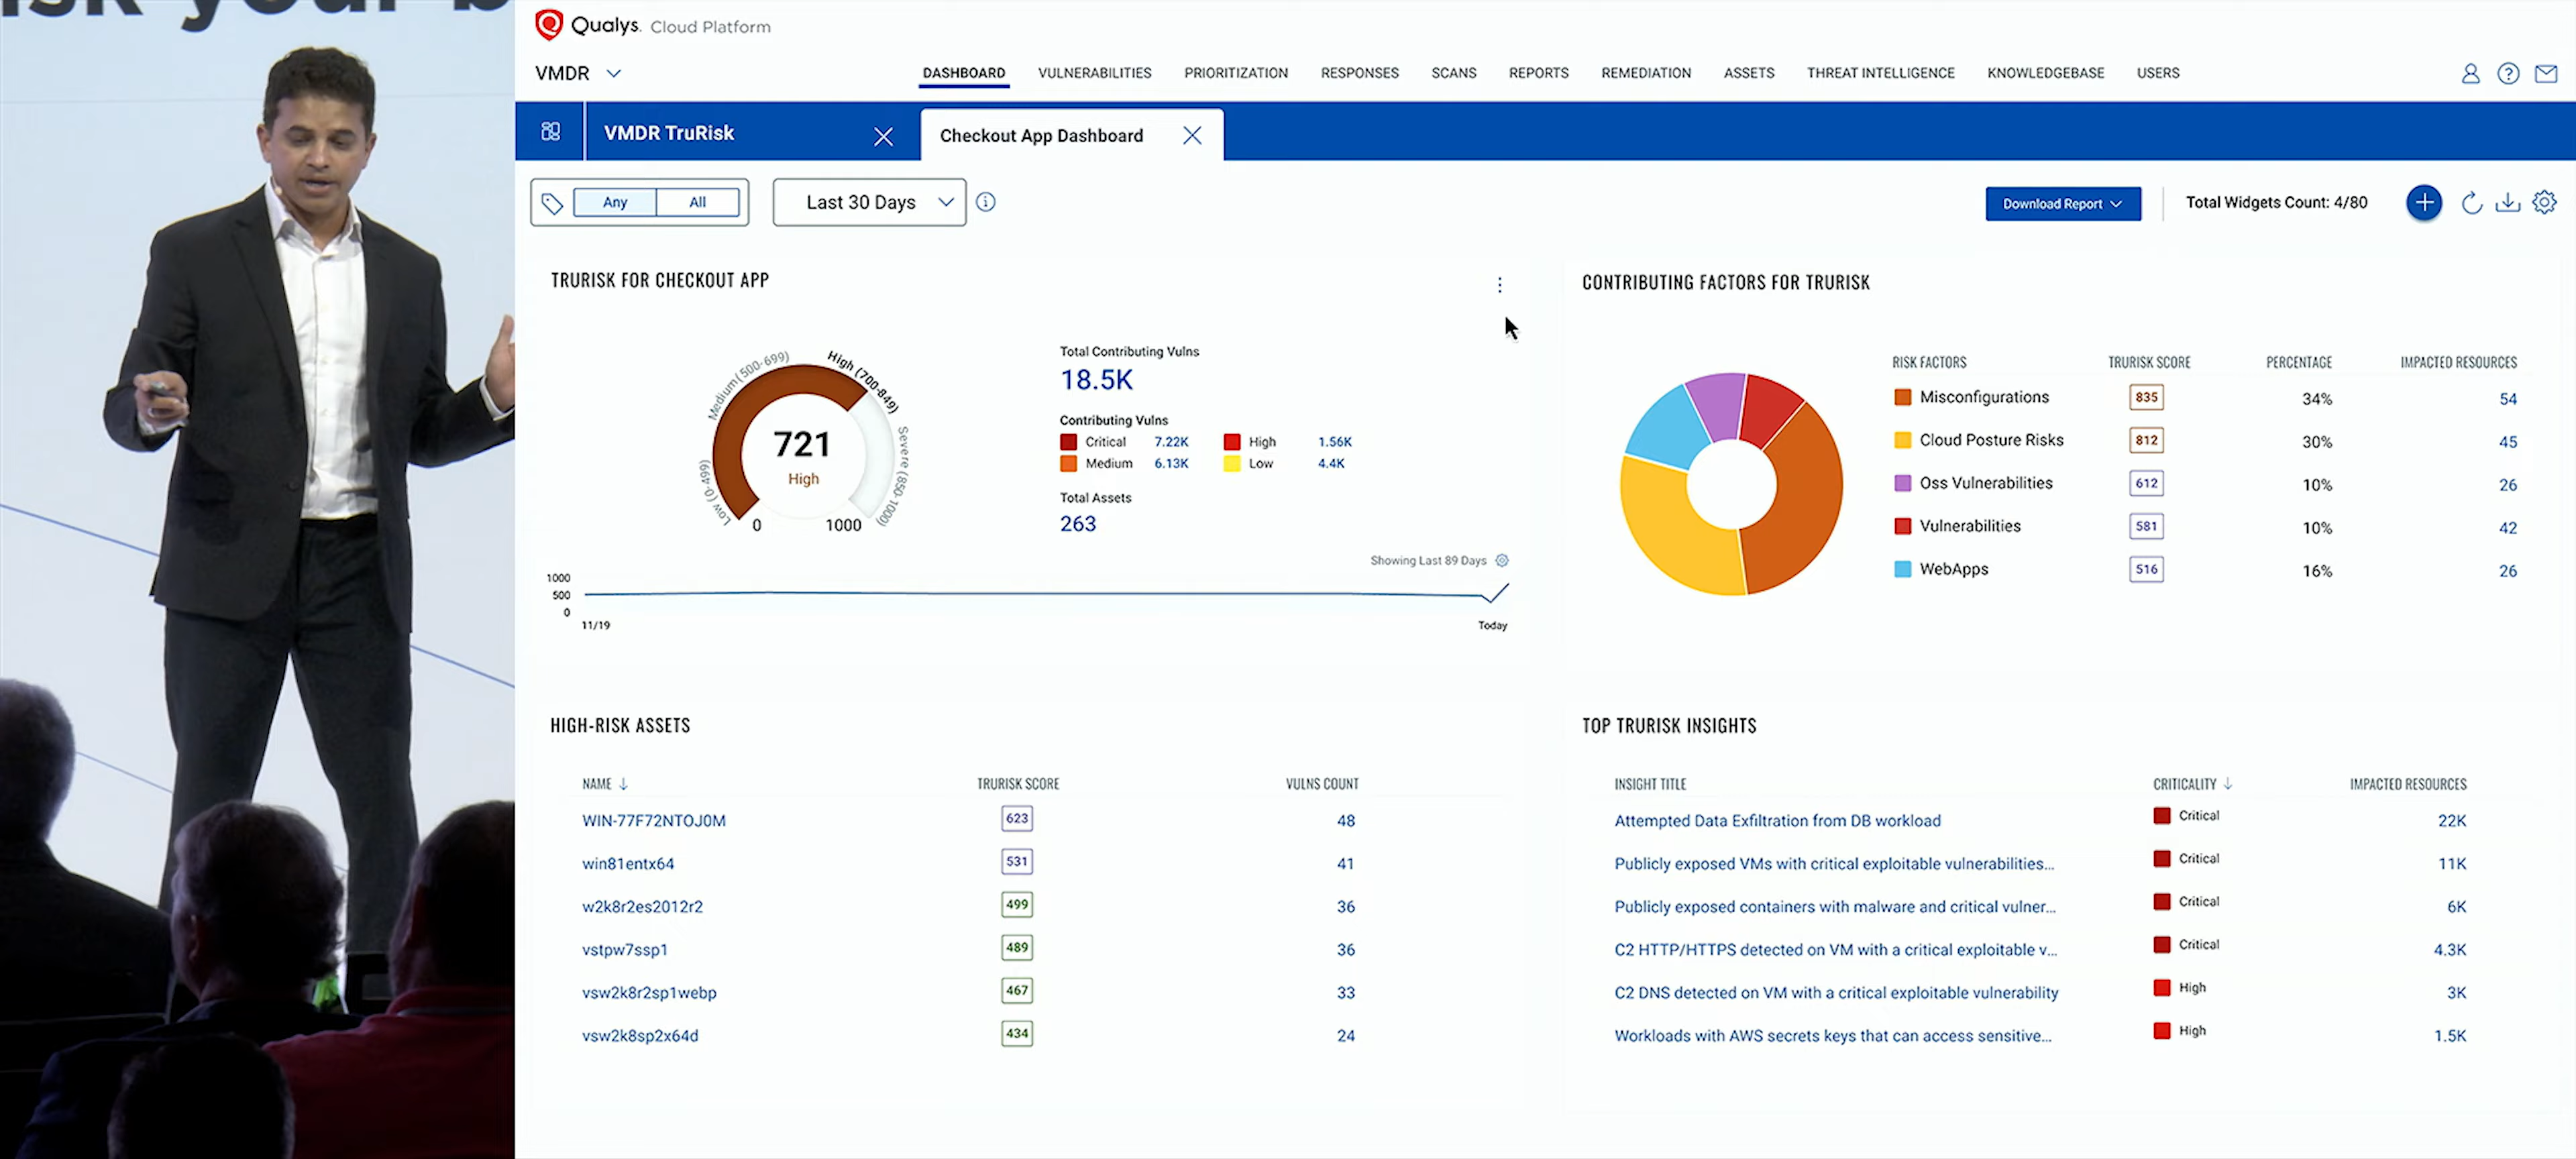 isk your b
Qualys. Cloud Platform
VMDR
DASHBOARD VULNERABILITIES PRIORITIZATION RESPONSES SCANS REPORTS REMEDIATION ASSETS THREAT INTELLIGENCE KNOWLEDGEBASE USERS
VMDR TruRisk
Checkout App Dashboard
Any All
Last 30 Days
Download Report
Total Widgets Count: 4/80
TRURISK FOR CHECKOUT APP
Low (0-499)
Medium (500-699)
High (700-849)
Severe (850-1000)
721
High
0 1000
Total Contributing Vulns
18.5K
Contributing Vulns
Critical 7.22K High 1.56K
Medium 6.13K Low 4.4K
Total Assets
263
Showing Last 89 Days
1000
500
0
11/19 Today
CONTRIBUTING FACTORS FOR TRURISK
RISK FACTORS TRURISK SCORE PERCENTAGE IMPACTED RESOURCES
Misconfigurations 835 34% 54
Cloud Posture Risks 812 30% 45
Oss Vulnerabilities 612 10% 26
Vulnerabilities 581 10% 42
WebApps 516 16% 26
HIGH-RISK ASSETS
NAME TRURISK SCORE VULNS COUNT
WIN-77F72NTOJ0M 623 48
win81entx64 531 41
w2k8r2es2012r2 499 36
vstpw7ssp1 489 36
vsw2k8r2sp1webp 467 33
vsw2k8sp2x64d 434 24
TOP TRURISK INSIGHTS
INSIGHT TITLE CRITICALITY IMPACTED RESOURCES
Attempted Data Exfiltration from DB workload Critical 22K
Publicly exposed VMs with critical exploitable vulnerabilities... Critical 11K
Publicly exposed containers with malware and critical vulner... Critical 6K
C2 HTTP/HTTPS detected on VM with a critical exploitable v... Critical 4.3K
C2 DNS detected on VM with a critical exploitable vulnerability High 3K
Workloads with AWS secrets keys that can access sensitive... High 1.5K